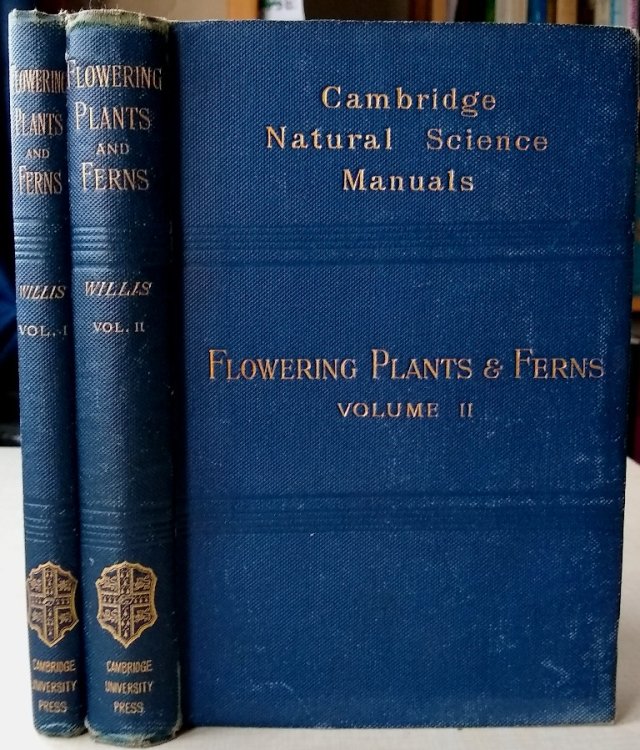 FLOWERING
PLANTS
AND
FERNS
WILLIS
VOL. I
CAMBRIDGE
UNIVERSITY
PRESS
FLOWERING
PLANTS
AND
FERNS
WILLIS
VOL. II
CAMBRIDGE
UNIVERSITY
PRESS
Cambridge
Natural Science
Manuals
FLOWERING PLANTS & FERNS
VOLUME II